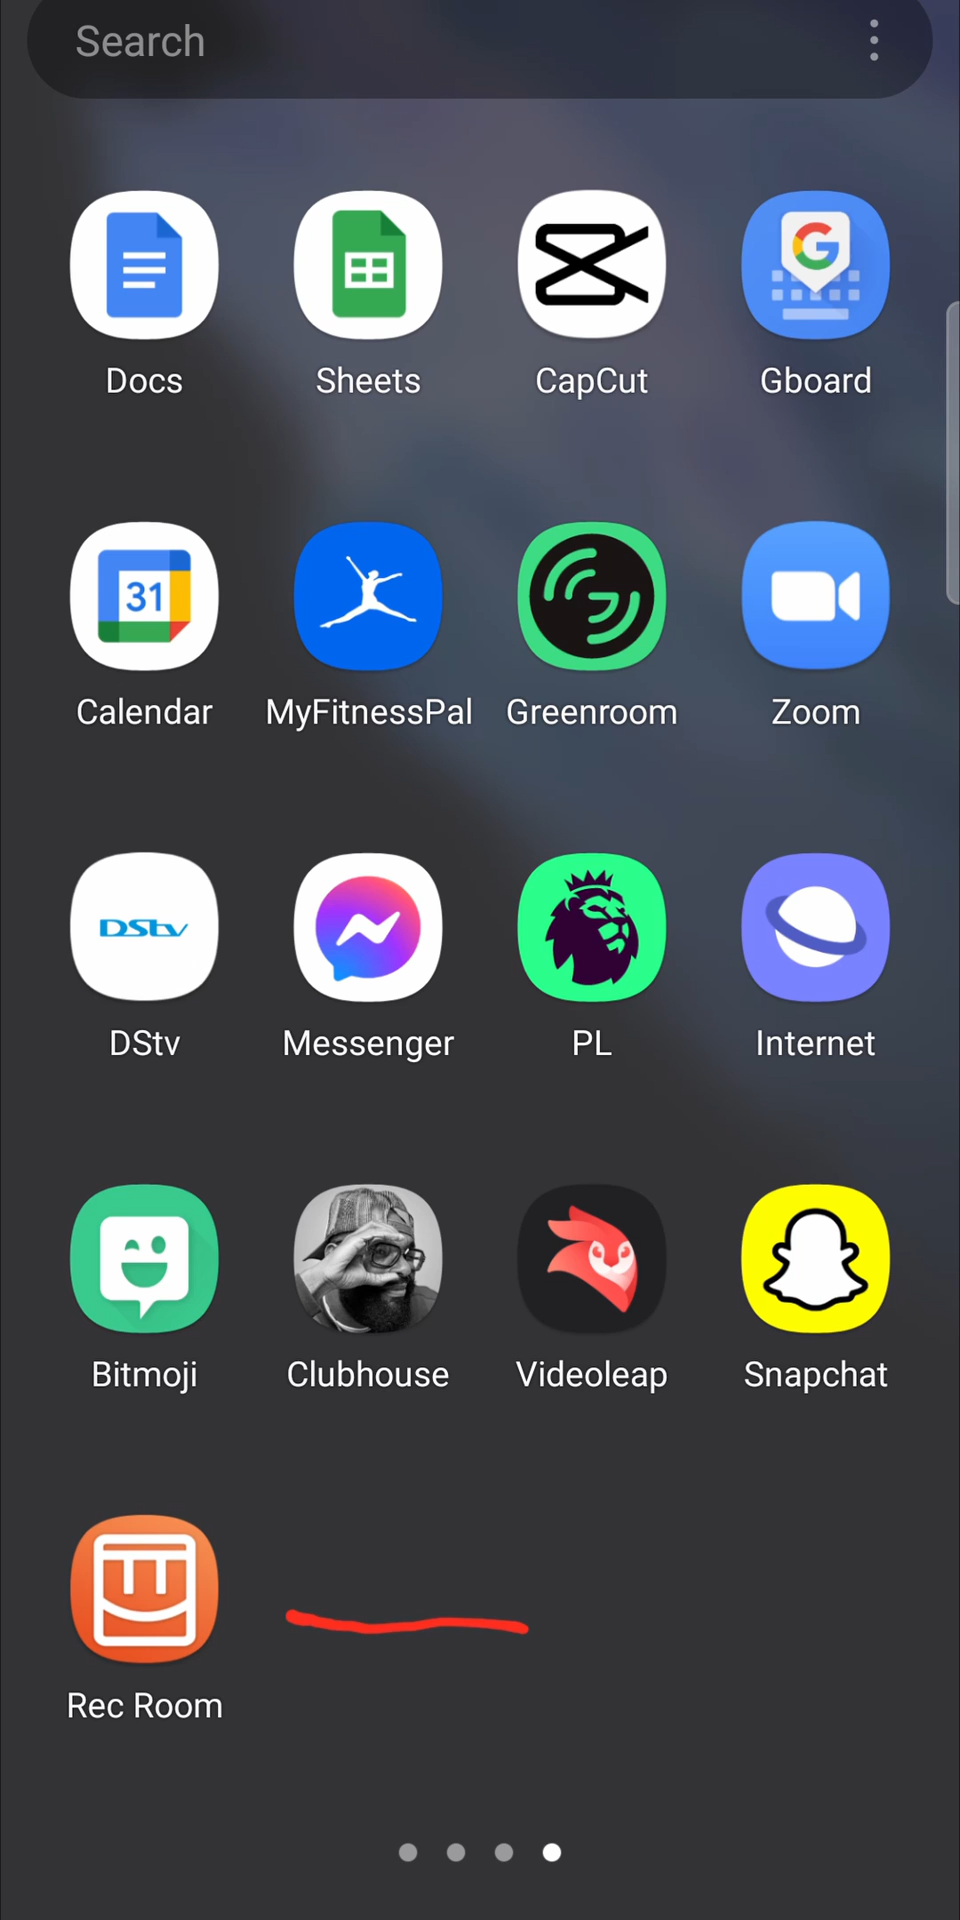 Search
Docs Sheets CapCut Gboard
31
Calendar MyFitnessPal Greenroom Zoom
DStv
DStv Messenger PL Internet
Bitmoji Clubhouse Videoleap Snapchat
Rec Room